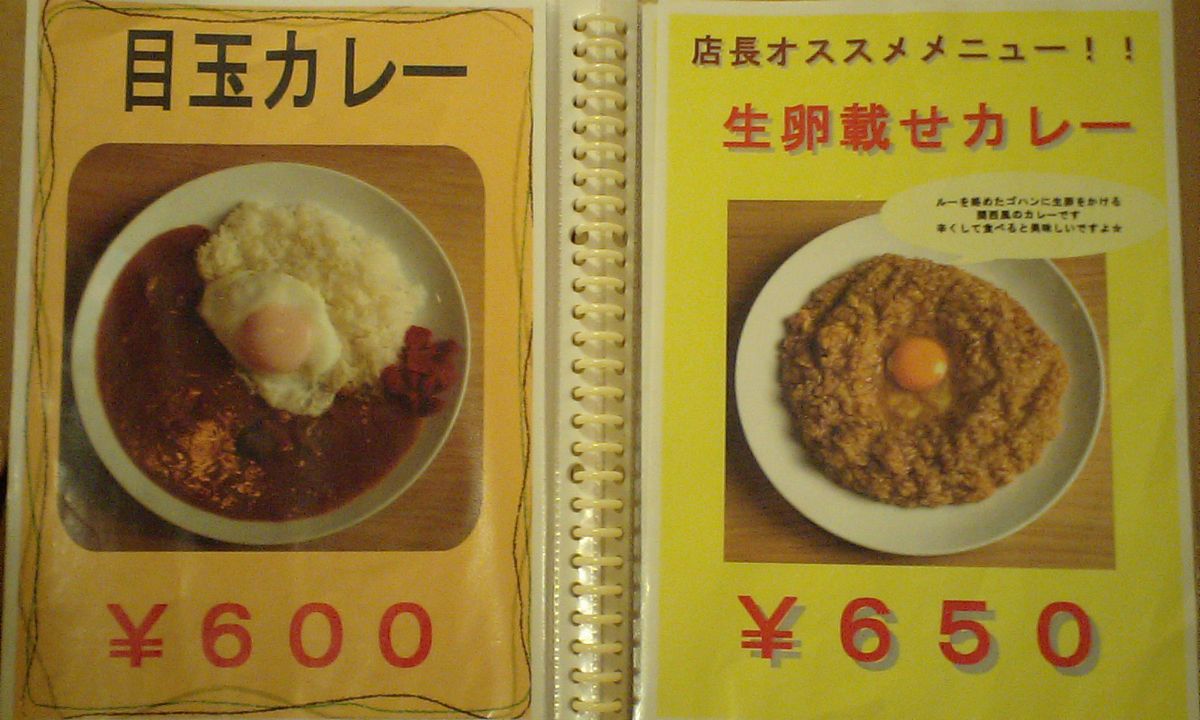 目玉カレー
￥６００
店長オススメメニュー！！
生卵載せカレー
ルーを絡めたゴハンに生卵をかける
関西風のカレーです
辛くして食べると美味しいですよ☆
￥６５０